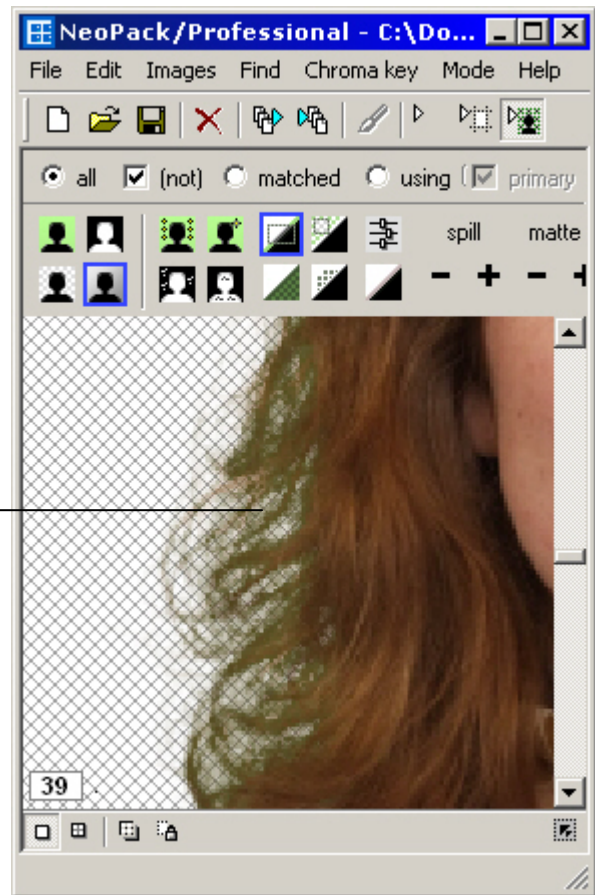 NeoPack/Professional - C:\Do...
File Edit Images Find Chroma key Mode Help
all (not) matched using ( primary
spill matte
- + -
39